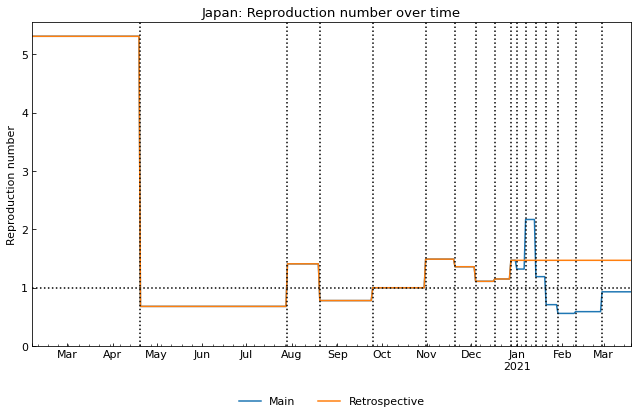 Japan: Reproduction number over time
Reproduction number
5
4
3
2
1
0
Mar Apr May Jun Jul Aug Sep Oct Nov Dec Jan Feb Mar
2021
Main Retrospective